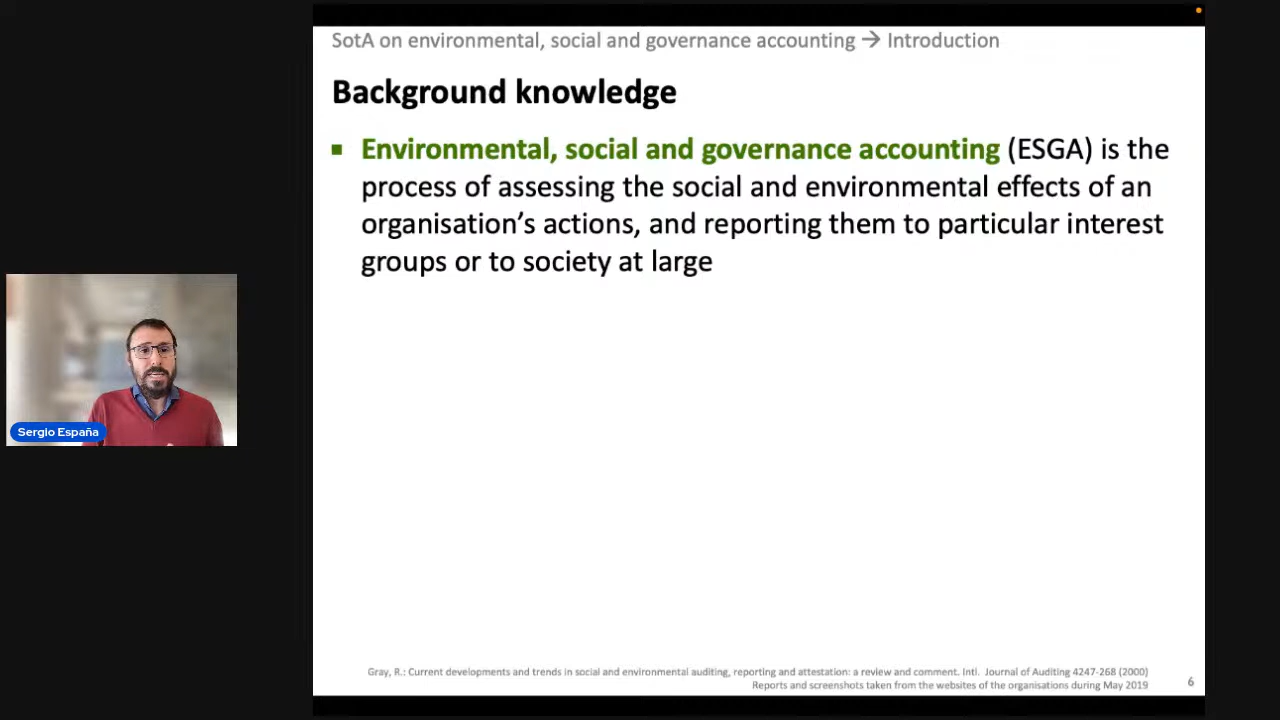 SotA on environmental, social and governance accounting → Introduction
Background knowledge
▪ Environmental, social and governance accounting (ESGA) is the
process of assessing the social and environmental effects of an
organisation's actions, and reporting them to particular interest
groups or to society at large
Sergio España
Gray, R.: Current developments and trends in social and environmental auditing, reporting and attestation: a review and comment. Intl. Journal of Auditing 4247-268 (2000)
Reports and screenshots taken from the websites of the organisations during May 2019
6